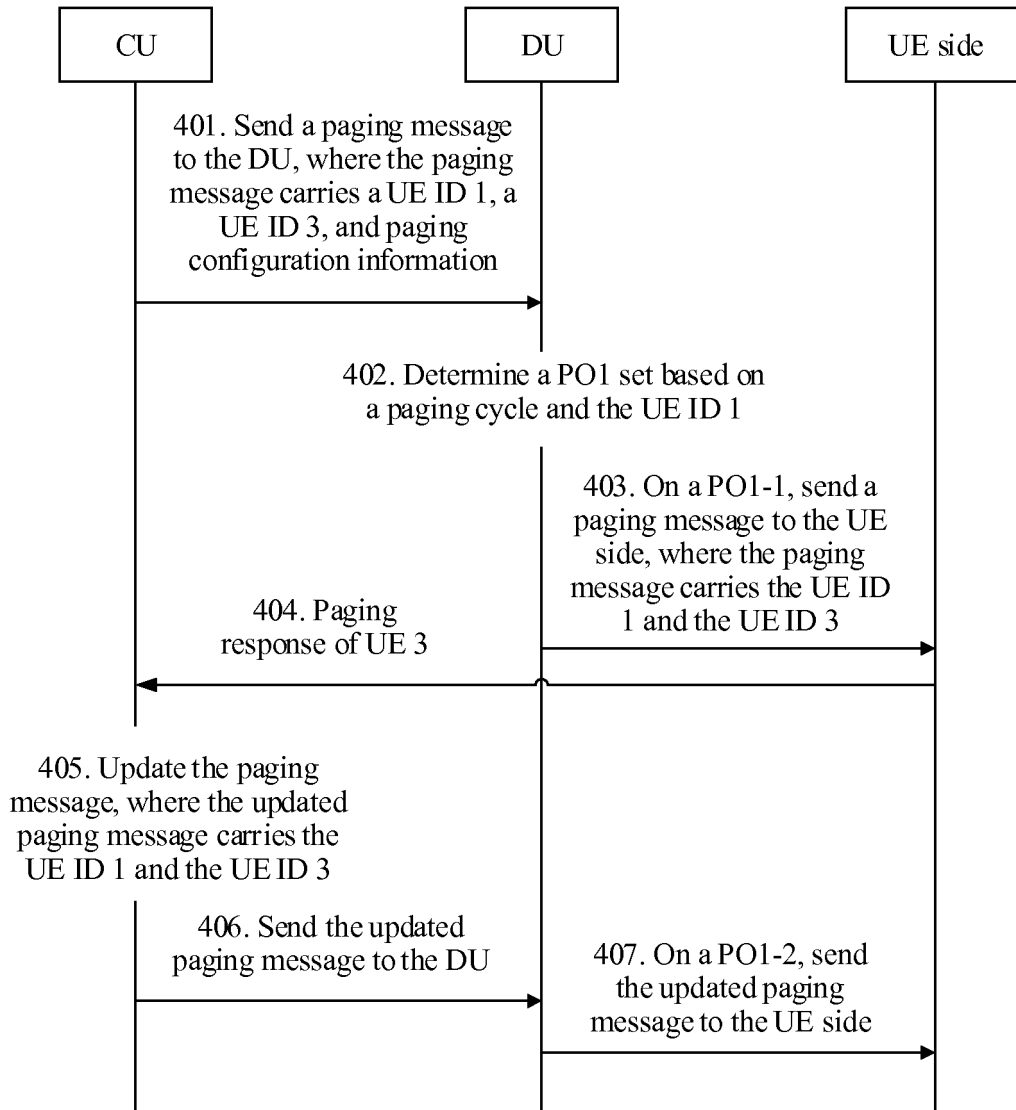 CU
DU
UE side
401. Send a paging message
to the DU, where the paging
message carries a UE ID 1, a
UE ID 3, and paging
configuration information
402. Determine a PO1 set based on
a paging cycle and the UE ID 1
403. On a PO1-1, send a
paging message to the UE
side, where the paging
message carries the UE ID
1 and the UE ID 3
404. Paging
response of UE 3
405. Update the paging
message, where the updated
paging message carries the
UE ID 1 and the UE ID 3
406. Send the updated
paging message to the DU
407. On a PO1-2, send
the updated paging
message to the UE side